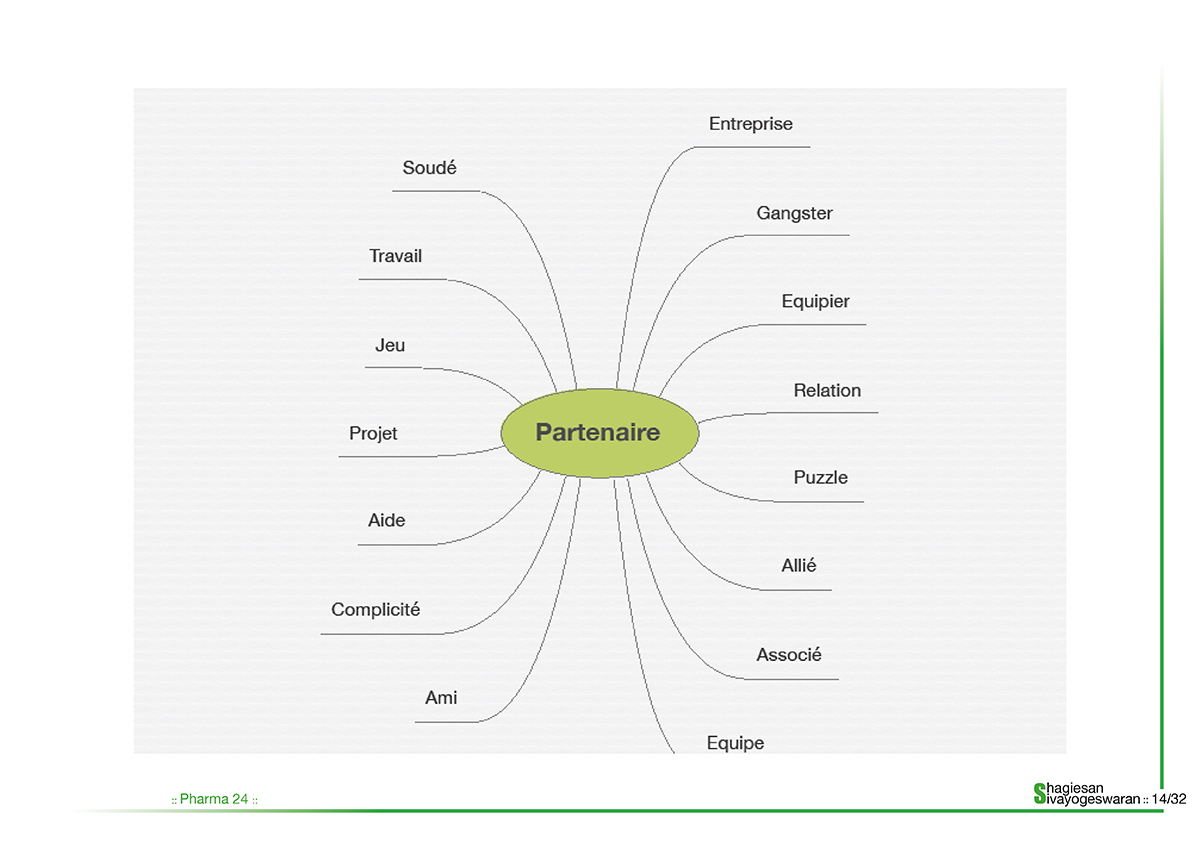 Entreprise
Soudé
Gangster
Travail
Equipier
Jeu
Relation
Partenaire
Projet
Puzzle
Aide
Allié
Complicité
Associé
Ami
Equipe
:: Pharma 24 ::
Shagiesan
Sivayogeswaran :: 14/32